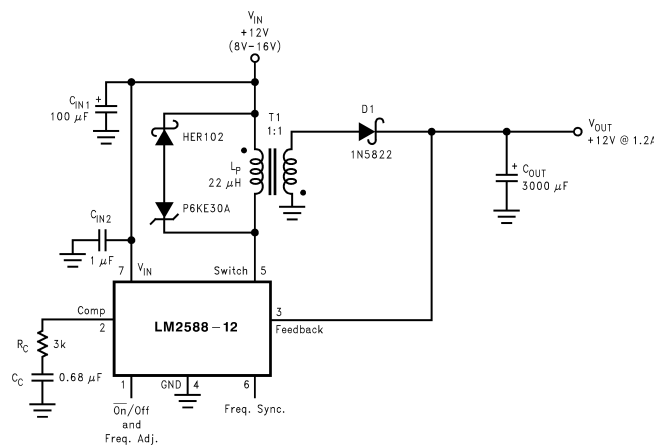 V_IN
+12V
(8V–16V)
C_IN1
+
100 μF
HER102
T1
1:1
L_P
22 μH
D1
1N5822
V_OUT
+12V @ 1.2A
+
C_OUT
3000 μF
P6KE30A
C_IN2
1 μF
7
V_IN
Switch
5
Comp
2
LM2588–12
3
Feedback
R_C
3k
C_C
0.68 μF
1
GND
4
6
On/Off
and
Freq. Adj.
Freq. Sync.